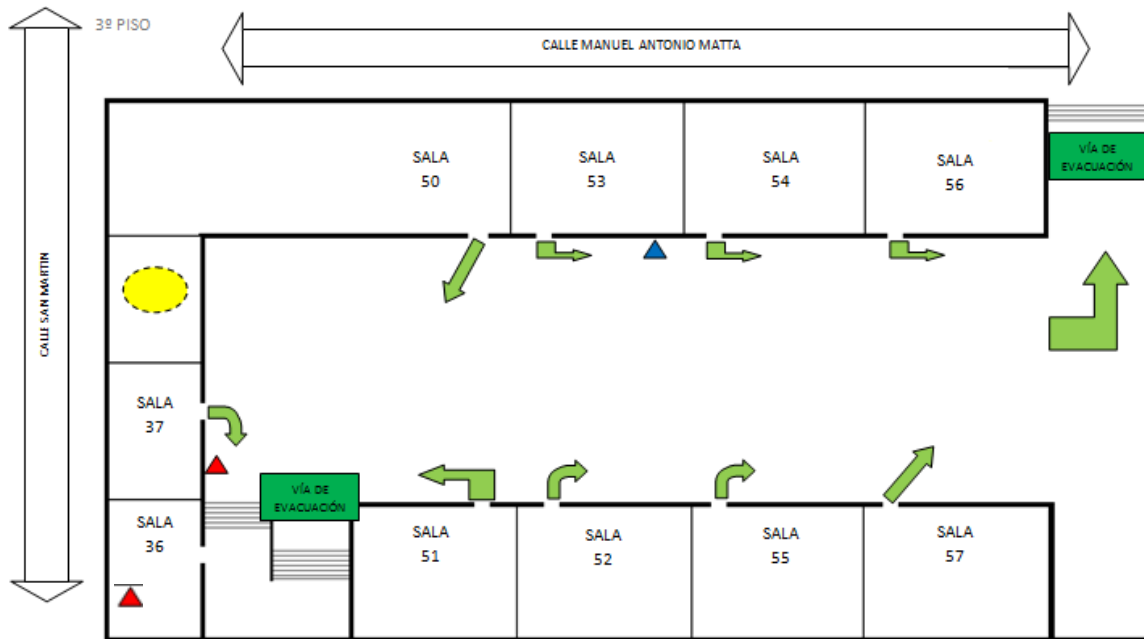 3º PISO
CALLE MANUEL ANTONIO MATTA
CALLE SAN MARTIN
SALA
50
SALA
53
SALA
54
SALA
56
VÍA DE
EVACUACIÓN
SALA
37
VÍA DE
EVACUACIÓN
SALA
36
SALA
51
SALA
52
SALA
55
SALA
57